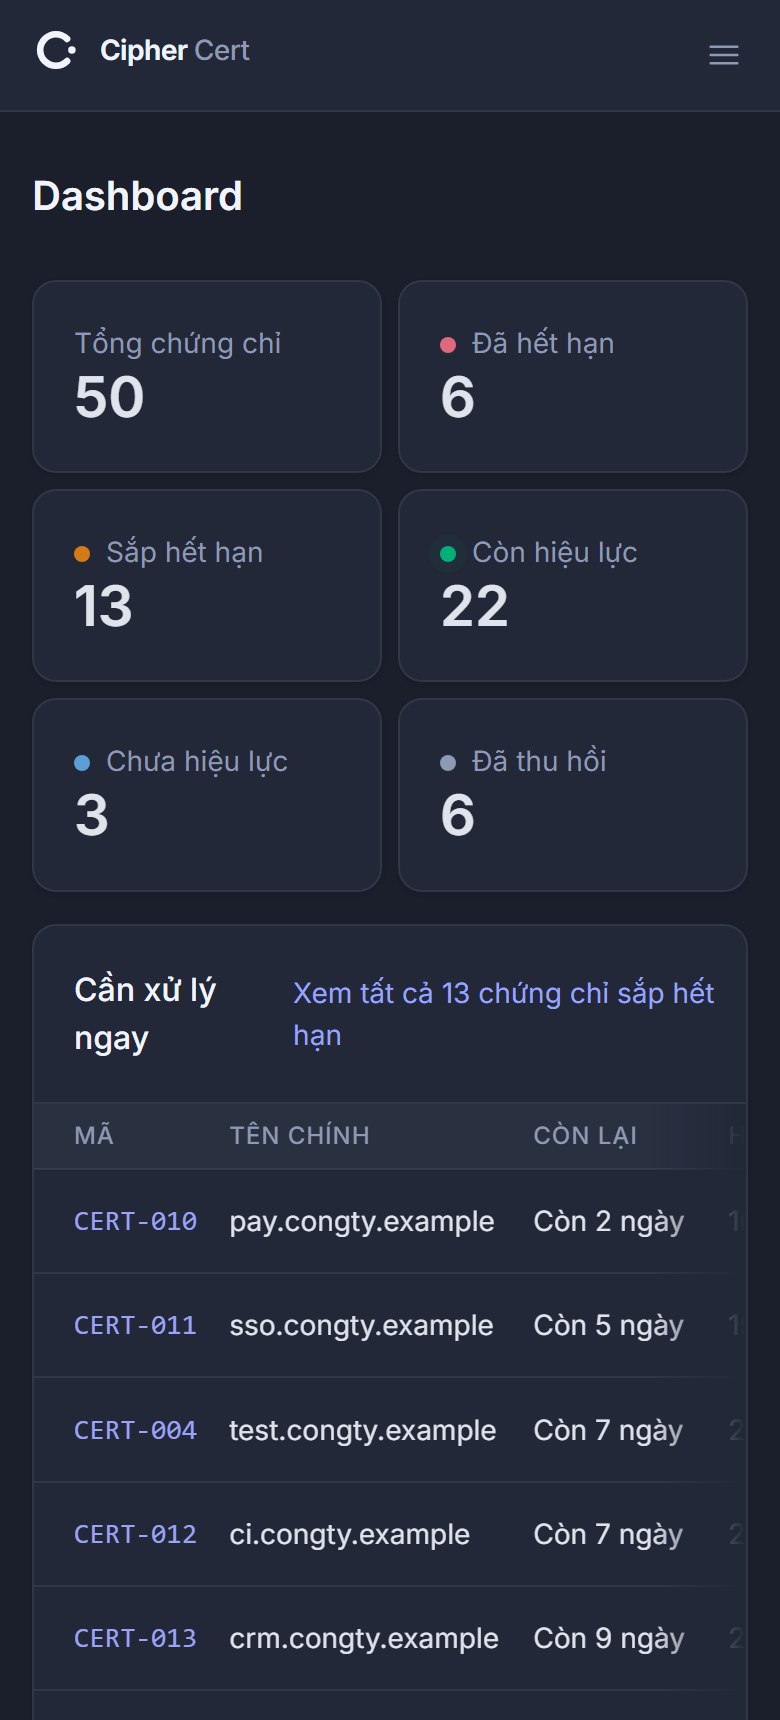 Cipher Cert
Dashboard
Tổng chứng chỉ
50
Đã hết hạn
6
Sắp hết hạn
13
Còn hiệu lực
22
Chưa hiệu lực
3
Đã thu hồi
6
Cần xử lý
ngay
Xem tất cả 13 chứng chỉ sắp hết
hạn
MÃ TÊN CHÍNH CÒN LẠI
CERT-010 pay.congty.example Còn 2 ngày
CERT-011 sso.congty.example Còn 5 ngày
CERT-004 test.congty.example Còn 7 ngày
CERT-012 ci.congty.example Còn 7 ngày
CERT-013 crm.congty.example Còn 9 ngày